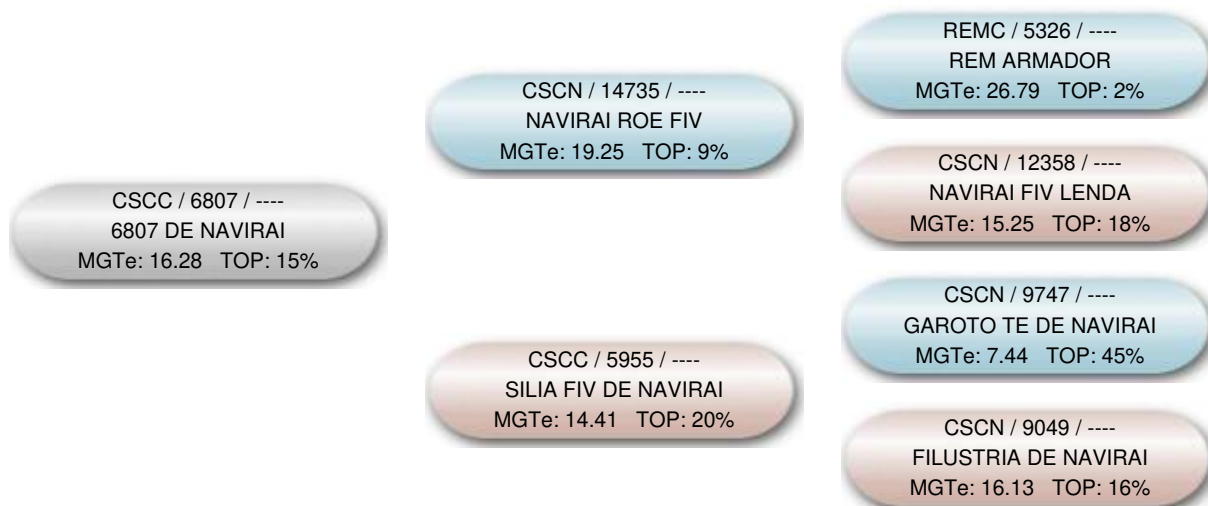 REMC / 5326 / ----
REM ARMADOR
MGTe: 26.79 TOP: 2%
CSCN / 14735 / ----
NAVIRAI ROE FIV
MGTe: 19.25 TOP: 9%
CSCN / 12358 / ----
NAVIRAI FIV LENDA
MGTe: 15.25 TOP: 18%
CSCC / 6807 / ----
6807 DE NAVIRAI
MGTe: 16.28 TOP: 15%
CSCN / 9747 / ----
GAROTO TE DE NAVIRAI
MGTe: 7.44 TOP: 45%
CSCC / 5955 / ----
SILIA FIV DE NAVIRAI
MGTe: 14.41 TOP: 20%
CSCN / 9049 / ----
FILUSTRIA DE NAVIRAI
MGTe: 16.13 TOP: 16%